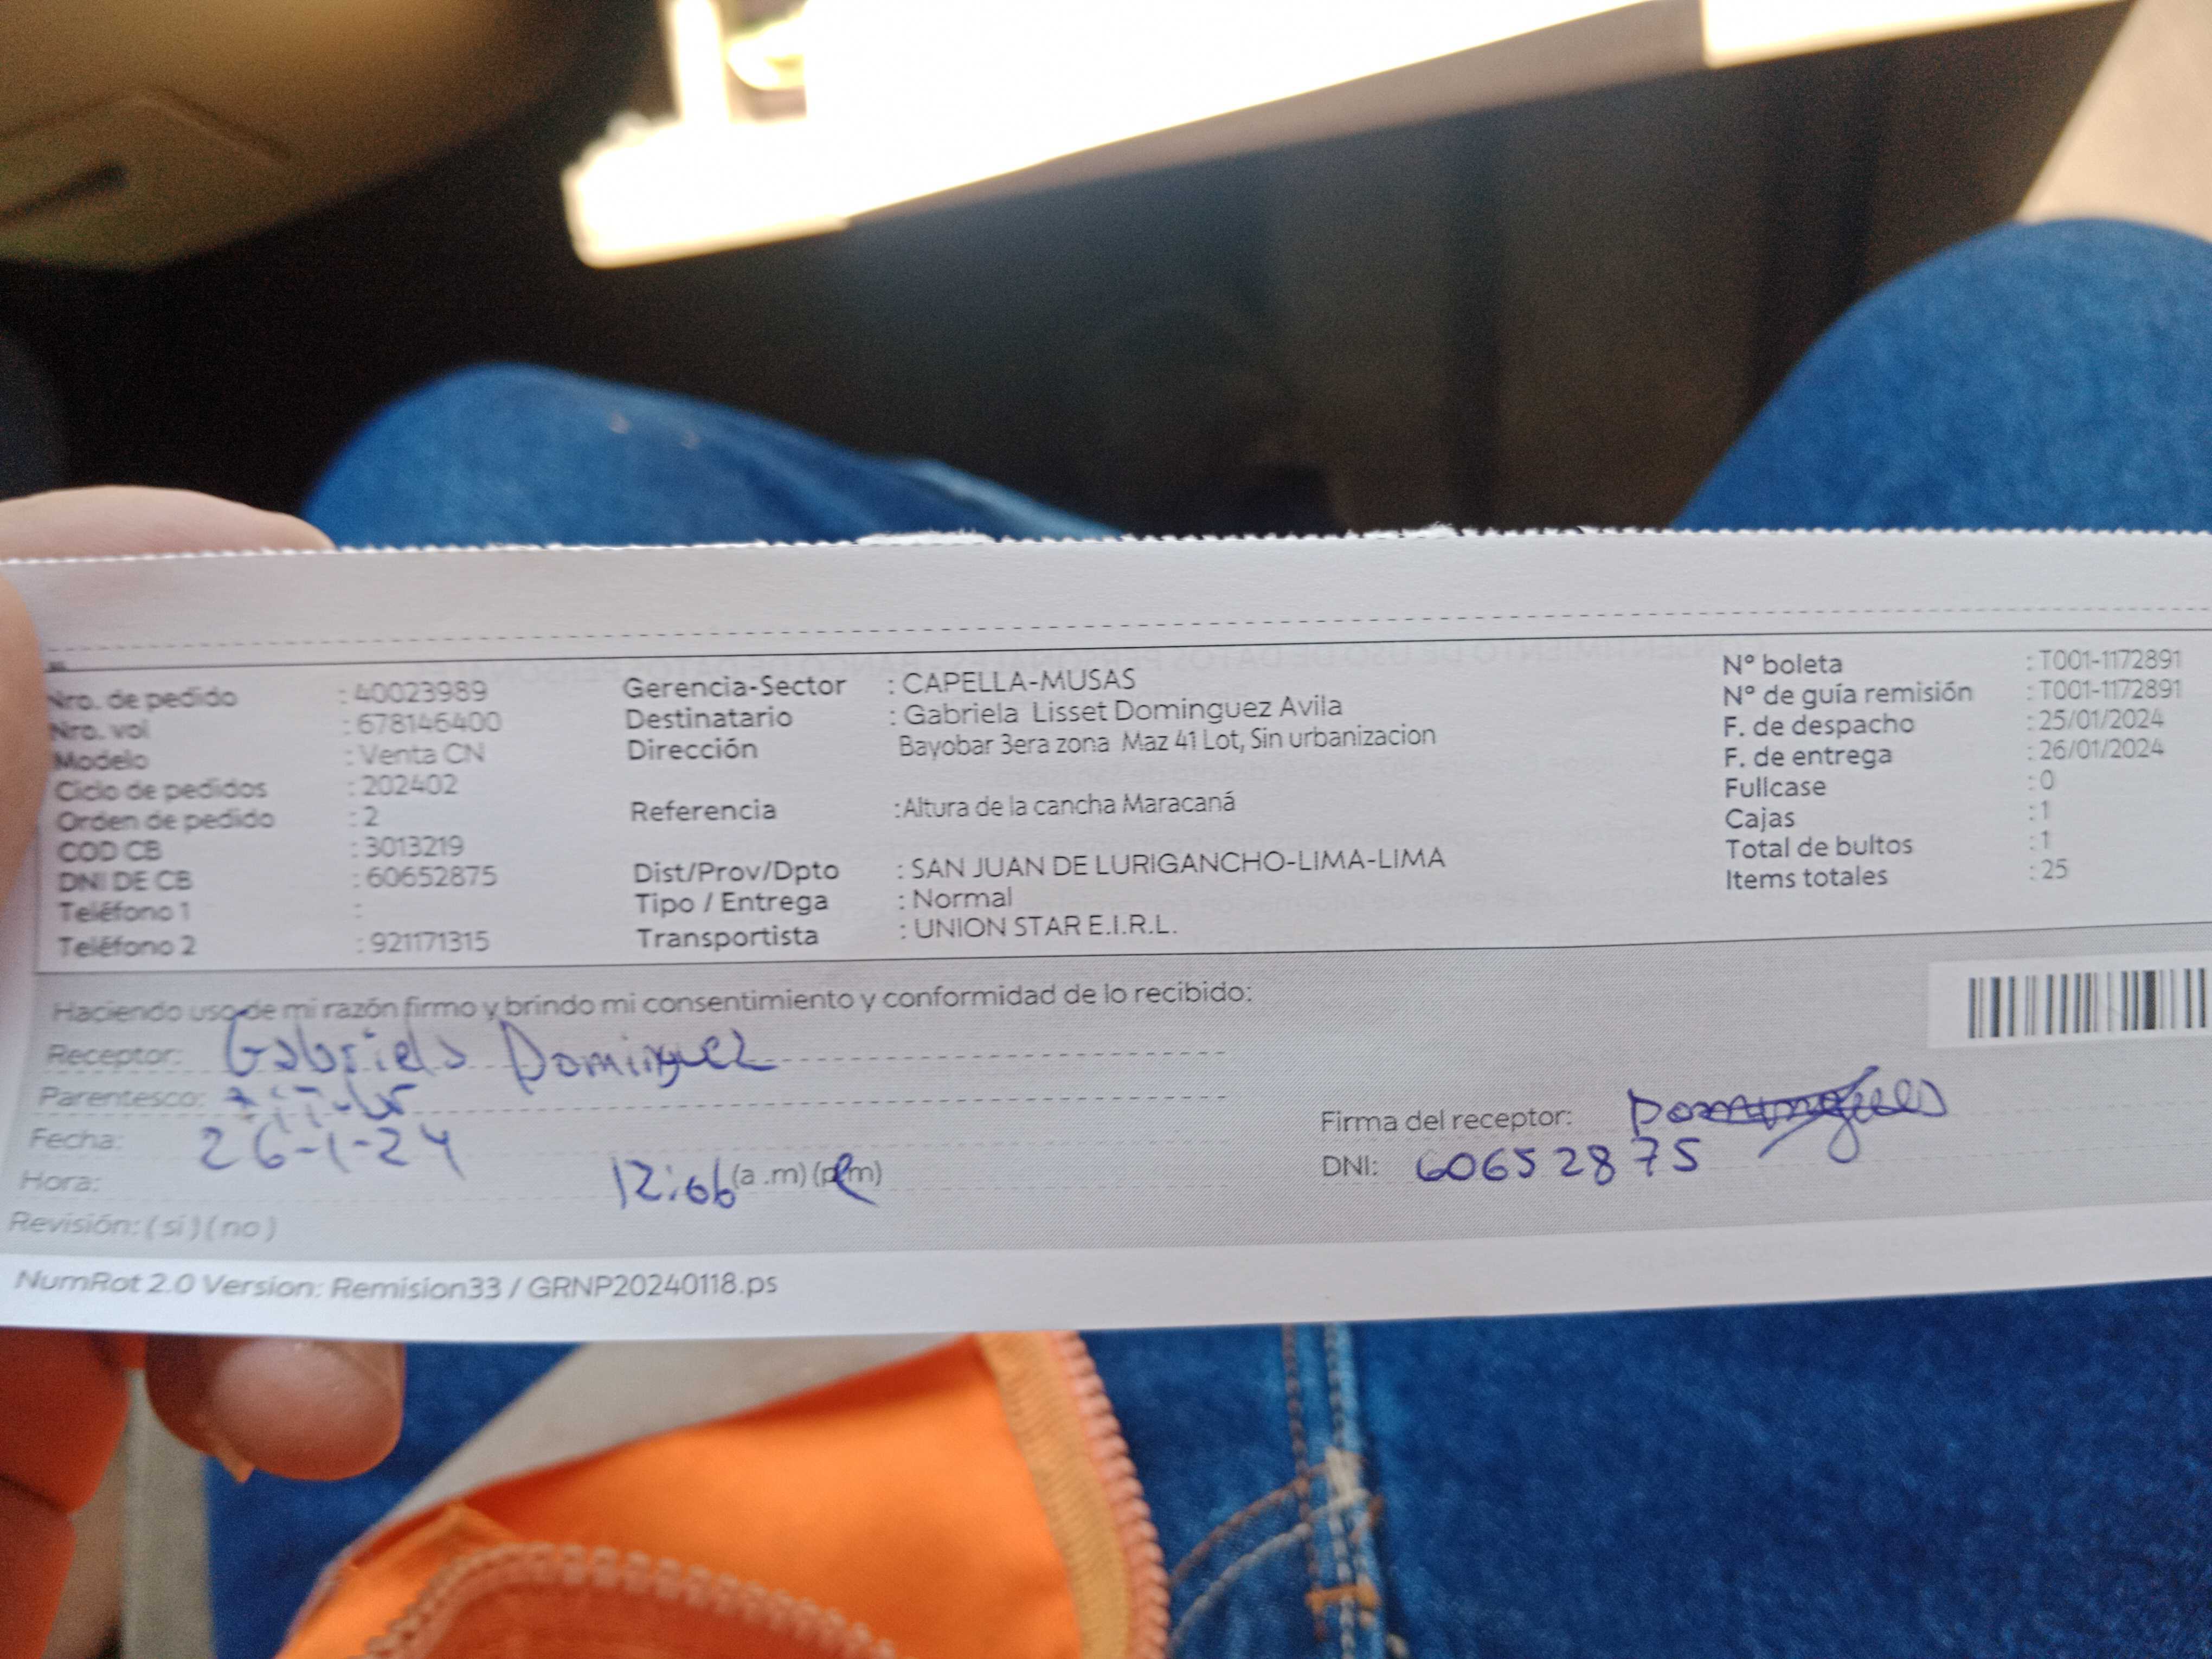 Nro. de pedido : 40023989
Nro. vol : 678146400
Modelo : Venta CN
Ciclo de pedidos : 202402
Orden de pedido : 2
COD CB : 3013219
DNI DE CB : 60652875
Teléfono 1 :
Teléfono 2 : 921171315
Gerencia-Sector : CAPELLA-MUSAS
Destinatario : Gabriela Lisset Dominguez Avila
Dirección Bayobar 3era zona Maz 41 Lot, Sin urbanizacion
Referencia :Altura de la cancha Maracaná
Dist/Prov/Dpto : SAN JUAN DE LURIGANCHO-LIMA-LIMA
Tipo / Entrega : Normal
Transportista : UNION STAR E.I.R.L.
N° boleta : T001-1172891
N° de guía remisión : T001-1172891
F. de despacho : 25/01/2024
F. de entrega : 26/01/2024
Fullcase : 0
Cajas : 1
Total de bultos : 1
Items totales : 25
Haciendo uso de mi razón firmo y brindo mi consentimiento y conformidad de lo recibido:
Receptor: Gabriela Dominguez
Parentesco:
Fecha: 26-1-24
Hora: 12:06 (a .m) (p.m)
Revisión: ( si ) ( no )
Firma del receptor: Domingues
DNI: 60652875
NumRot 2.0 Version: Remision33 / GRNP20240118.ps